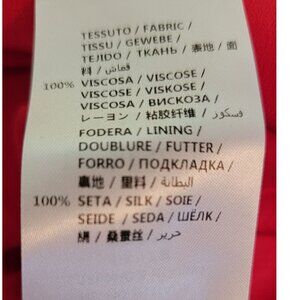 TESSUTO / FABRIC /
TISSU / GEWEBE /
TEJIDO / ТКАНЬ / 表地 / 面
料 / قماش /
100% VISCOSA / VISCOSE /
VISCOSE / VISKOSE /
VISCOSA / ВИСКОЗА /
レーヨン / 粘胶纤维 / فسكوز /
FODERA / LINING /
DOUBLURE / FUTTER /
FORRO / ПОДКЛАДКА /
裏地 / 里料 / البطانة /
100% SETA / SILK / SOIE /
SEIDE / SEDA / ШЁЛК /
絹 / 桑蚕丝 / حرير /